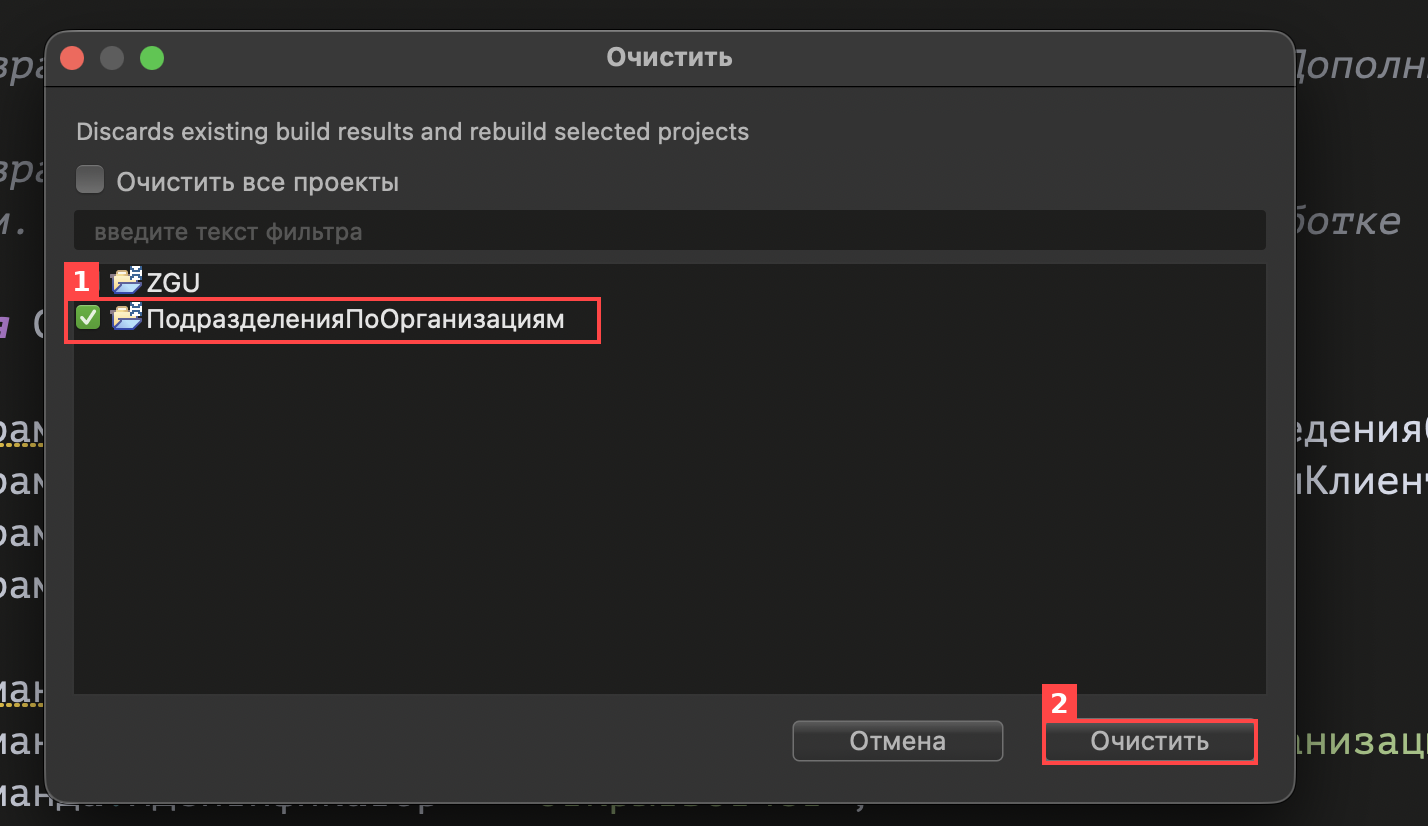 Очистить
Discards existing build results and rebuild selected projects
Очистить все проекты
введите текст фильтра
1
ZGU
ПодразделенияПоОрганизациям
2
Отмена
Очистить